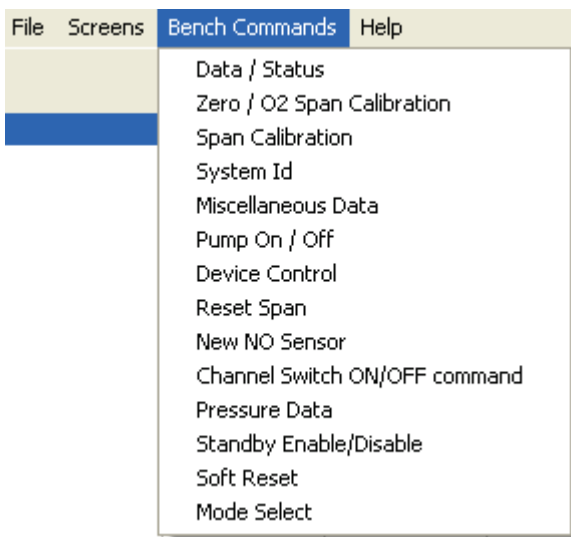 File Screens Bench Commands Help
Data / Status
Zero / O2 Span Calibration
Span Calibration
System Id
Miscellaneous Data
Pump On / Off
Device Control
Reset Span
New NO Sensor
Channel Switch ON/OFF command
Pressure Data
Standby Enable/Disable
Soft Reset
Mode Select